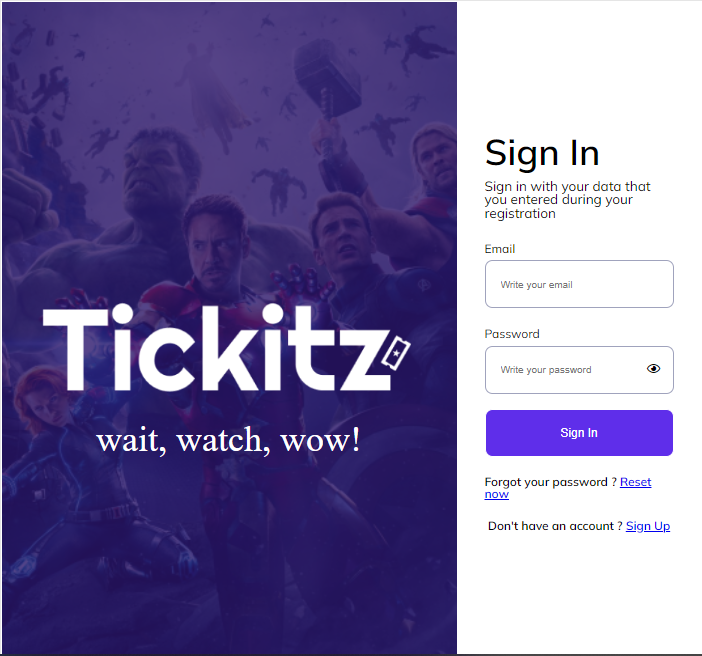 Tickitz
wait, watch, wow!
Sign In
Sign in with your data that
you entered during your
registration
Email
Write your email
Password
Write your password
Sign In
Forgot your password ? Reset
now
Don't have an account ? Sign Up